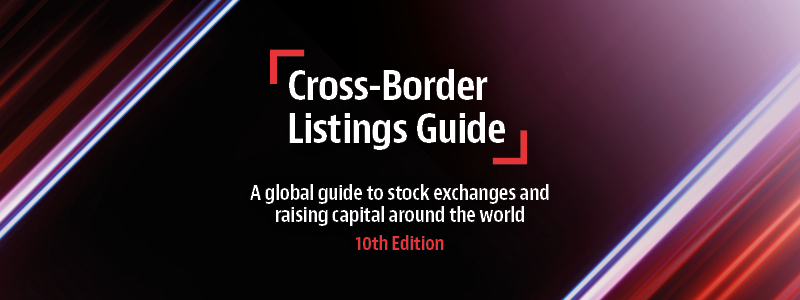 Cross-Border
Listings Guide
A global guide to stock exchanges and
raising capital around the world
10th Edition